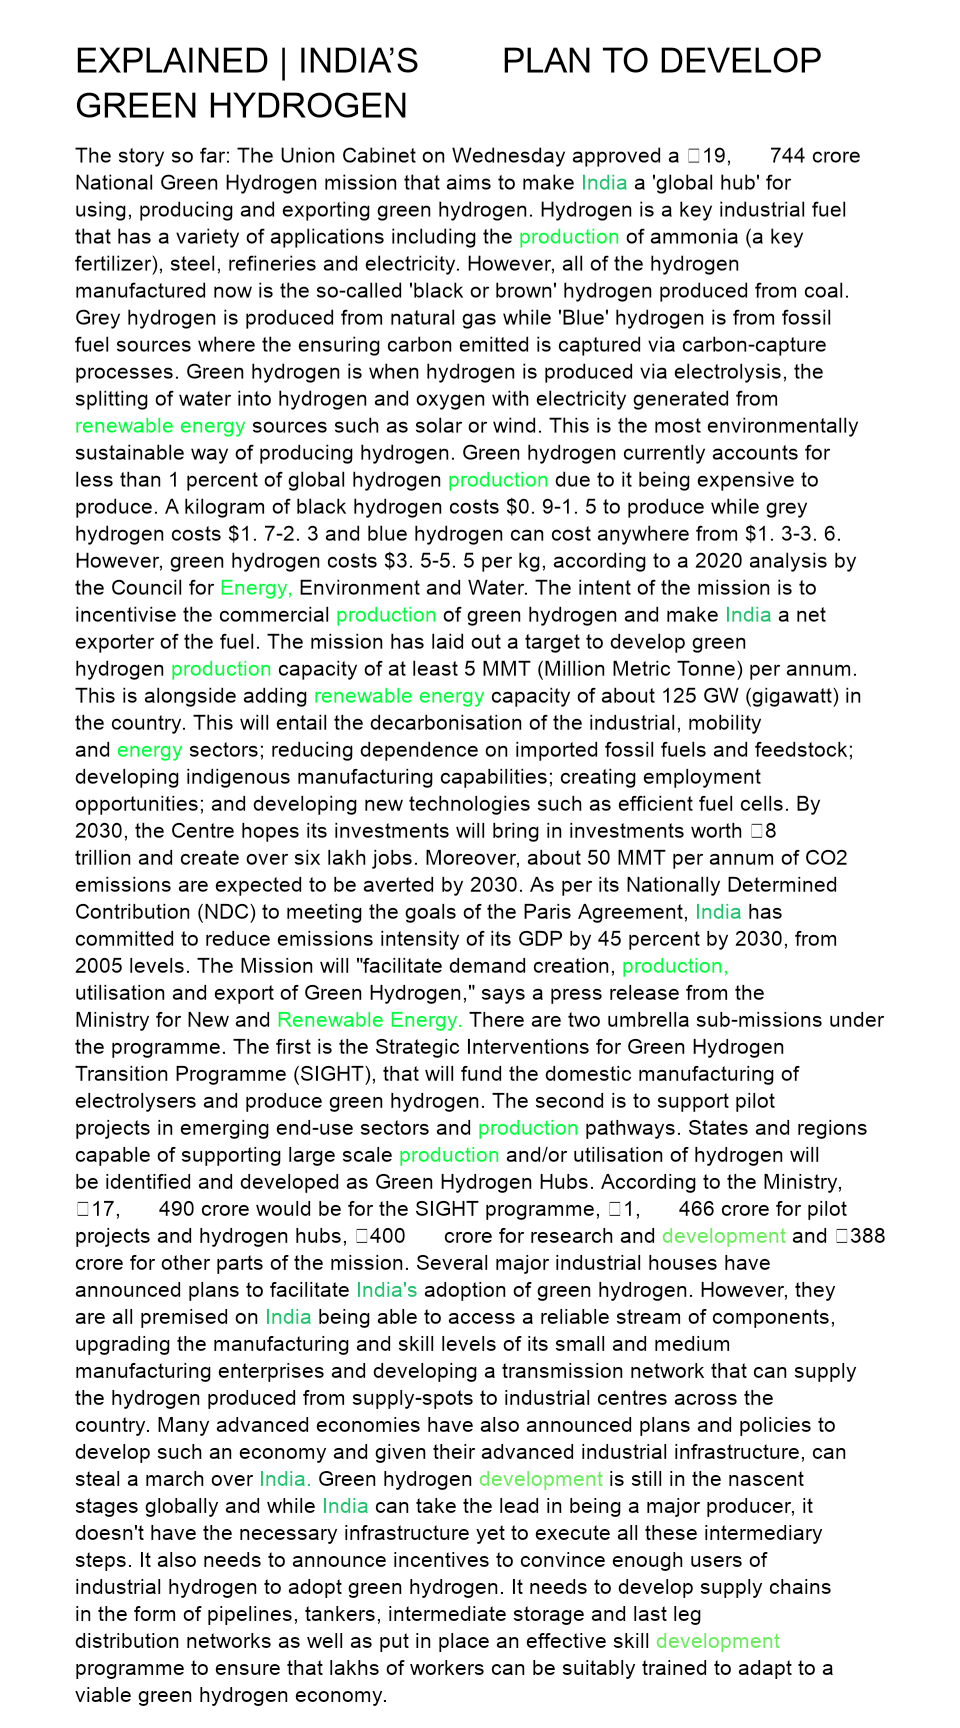 EXPLAINED | INDIA’S PLAN TO DEVELOP
GREEN HYDROGEN
The story so far: The Union Cabinet on Wednesday approved a □19, 744 crore
National Green Hydrogen mission that aims to make India a 'global hub' for
using, producing and exporting green hydrogen. Hydrogen is a key industrial fuel
that has a variety of applications including the production of ammonia (a key
fertilizer), steel, refineries and electricity. However, all of the hydrogen
manufactured now is the so-called 'black or brown' hydrogen produced from coal.
Grey hydrogen is produced from natural gas while 'Blue' hydrogen is from fossil
fuel sources where the ensuring carbon emitted is captured via carbon-capture
processes. Green hydrogen is when hydrogen is produced via electrolysis, the
splitting of water into hydrogen and oxygen with electricity generated from
renewable energy sources such as solar or wind. This is the most environmentally
sustainable way of producing hydrogen. Green hydrogen currently accounts for
less than 1 percent of global hydrogen production due to it being expensive to
produce. A kilogram of black hydrogen costs $0. 9-1. 5 to produce while grey
hydrogen costs $1. 7-2. 3 and blue hydrogen can cost anywhere from $1. 3-3. 6.
However, green hydrogen costs $3. 5-5. 5 per kg, according to a 2020 analysis by
the Council for Energy, Environment and Water. The intent of the mission is to
incentivise the commercial production of green hydrogen and make India a net
exporter of the fuel. The mission has laid out a target to develop green
hydrogen production capacity of at least 5 MMT (Million Metric Tonne) per annum.
This is alongside adding renewable energy capacity of about 125 GW (gigawatt) in
the country. This will entail the decarbonisation of the industrial, mobility
and energy sectors; reducing dependence on imported fossil fuels and feedstock;
developing indigenous manufacturing capabilities; creating employment
opportunities; and developing new technologies such as efficient fuel cells. By
2030, the Centre hopes its investments will bring in investments worth □8
trillion and create over six lakh jobs. Moreover, about 50 MMT per annum of CO2
emissions are expected to be averted by 2030. As per its Nationally Determined
Contribution (NDC) to meeting the goals of the Paris Agreement, India has
committed to reduce emissions intensity of its GDP by 45 percent by 2030, from
2005 levels. The Mission will "facilitate demand creation, production,
utilisation and export of Green Hydrogen," says a press release from the
Ministry for New and Renewable Energy. There are two umbrella sub-missions under
the programme. The first is the Strategic Interventions for Green Hydrogen
Transition Programme (SIGHT), that will fund the domestic manufacturing of
electrolysers and produce green hydrogen. The second is to support pilot
projects in emerging end-use sectors and production pathways. States and regions
capable of supporting large scale production and/or utilisation of hydrogen will
be identified and developed as Green Hydrogen Hubs. According to the Ministry,
□17, 490 crore would be for the SIGHT programme, □1, 466 crore for pilot
projects and hydrogen hubs, □400 crore for research and development and □388
crore for other parts of the mission. Several major industrial houses have
announced plans to facilitate India's adoption of green hydrogen. However, they
are all premised on India being able to access a reliable stream of components,
upgrading the manufacturing and skill levels of its small and medium
manufacturing enterprises and developing a transmission network that can supply
the hydrogen produced from supply-spots to industrial centres across the
country. Many advanced economies have also announced plans and policies to
develop such an economy and given their advanced industrial infrastructure, can
steal a march over India. Green hydrogen development is still in the nascent
stages globally and while India can take the lead in being a major producer, it
doesn't have the necessary infrastructure yet to execute all these intermediary
steps. It also needs to announce incentives to convince enough users of
industrial hydrogen to adopt green hydrogen. It needs to develop supply chains
in the form of pipelines, tankers, intermediate storage and last leg
distribution networks as well as put in place an effective skill development
programme to ensure that lakhs of workers can be suitably trained to adapt to a
viable green hydrogen economy.